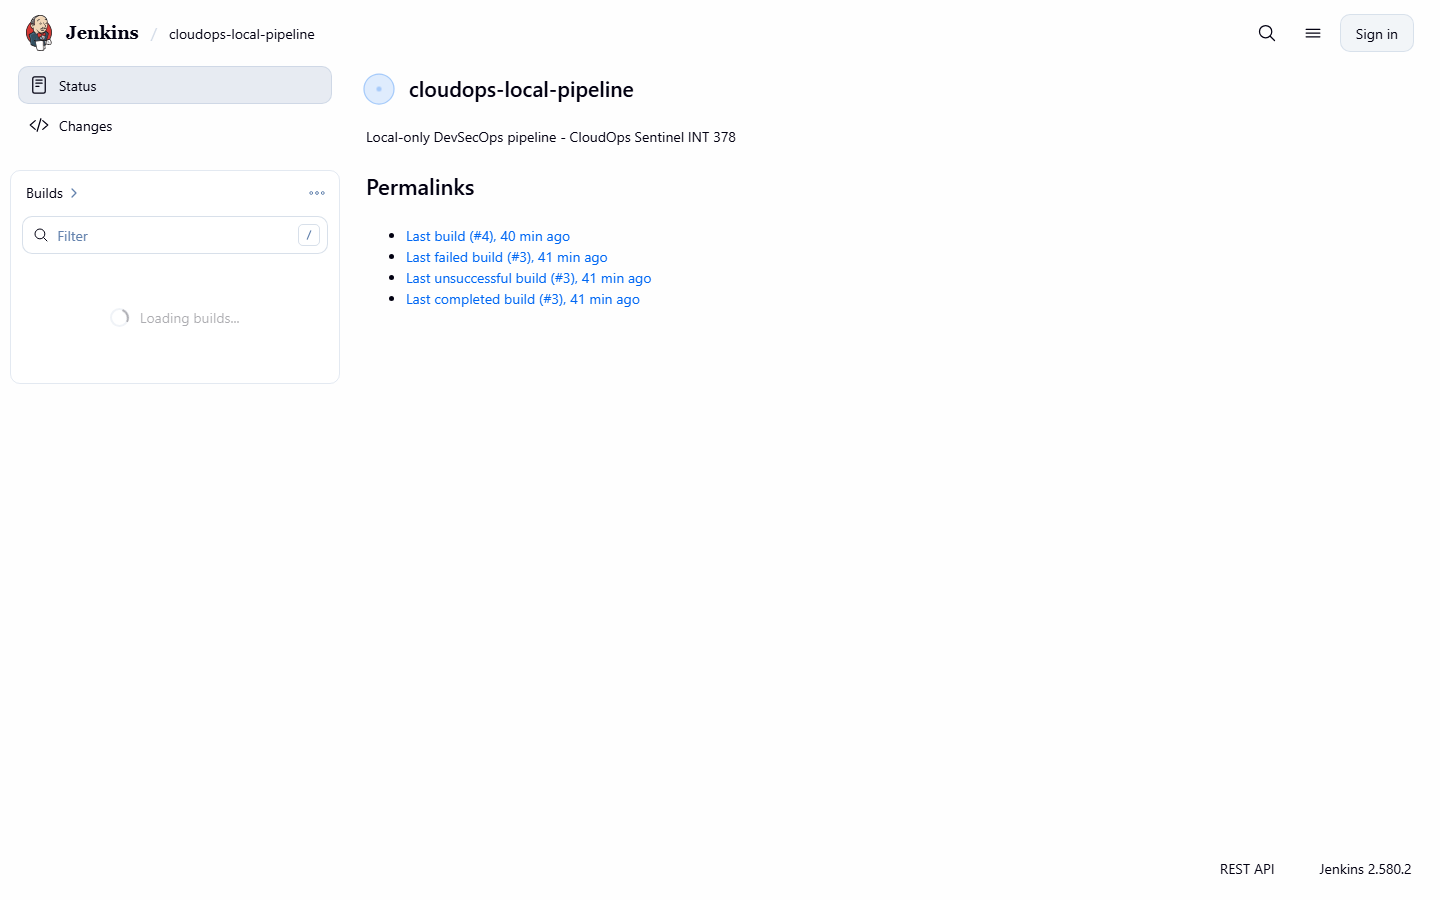 Jenkins / cloudops-local-pipeline
Sign in
Status
Changes
Builds
Filter /
Loading builds...
cloudops-local-pipeline
Local-only DevSecOps pipeline - CloudOps Sentinel INT 378
Permalinks
Last build (#4), 40 min ago
Last failed build (#3), 41 min ago
Last unsuccessful build (#3), 41 min ago
Last completed build (#3), 41 min ago
REST API
Jenkins 2.580.2